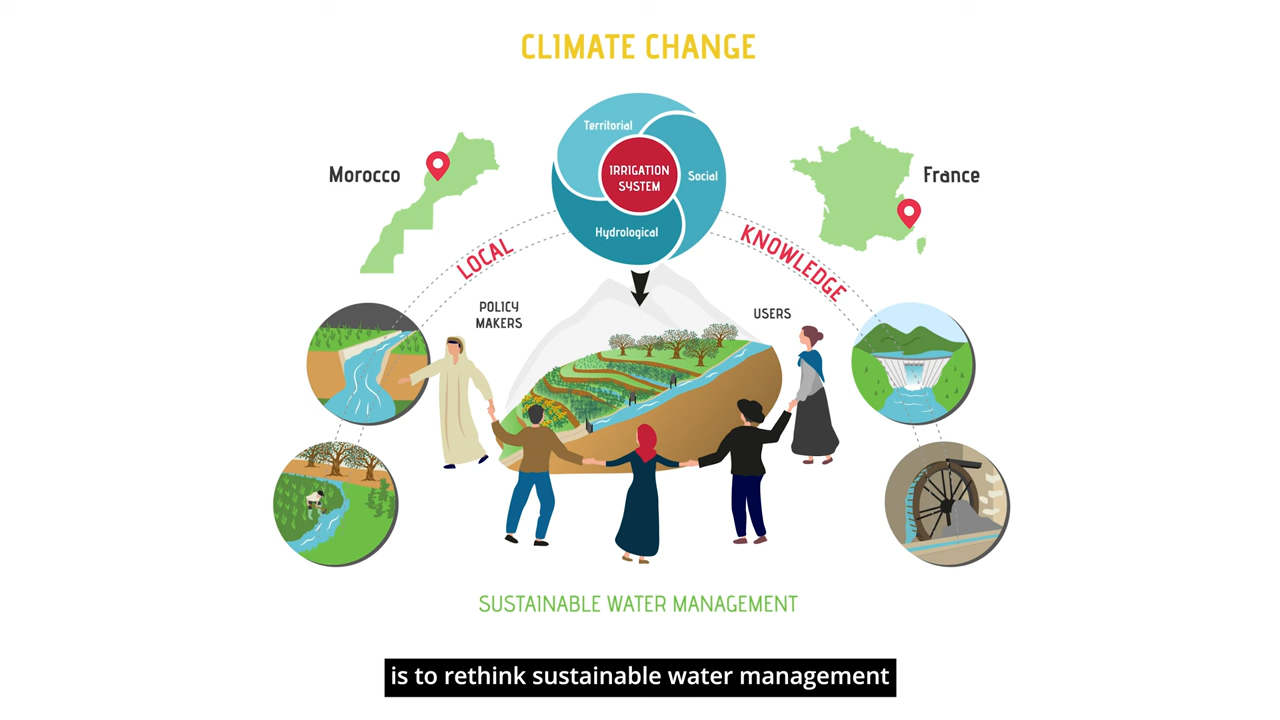 CLIMATE CHANGE
Territorial
IRRIGATION
SYSTEM
Social
Hydrological
Morocco
France
LOCAL
KNOWLEDGE
POLICY
MAKERS
USERS
SUSTAINABLE WATER MANAGEMENT
is to rethink sustainable water management